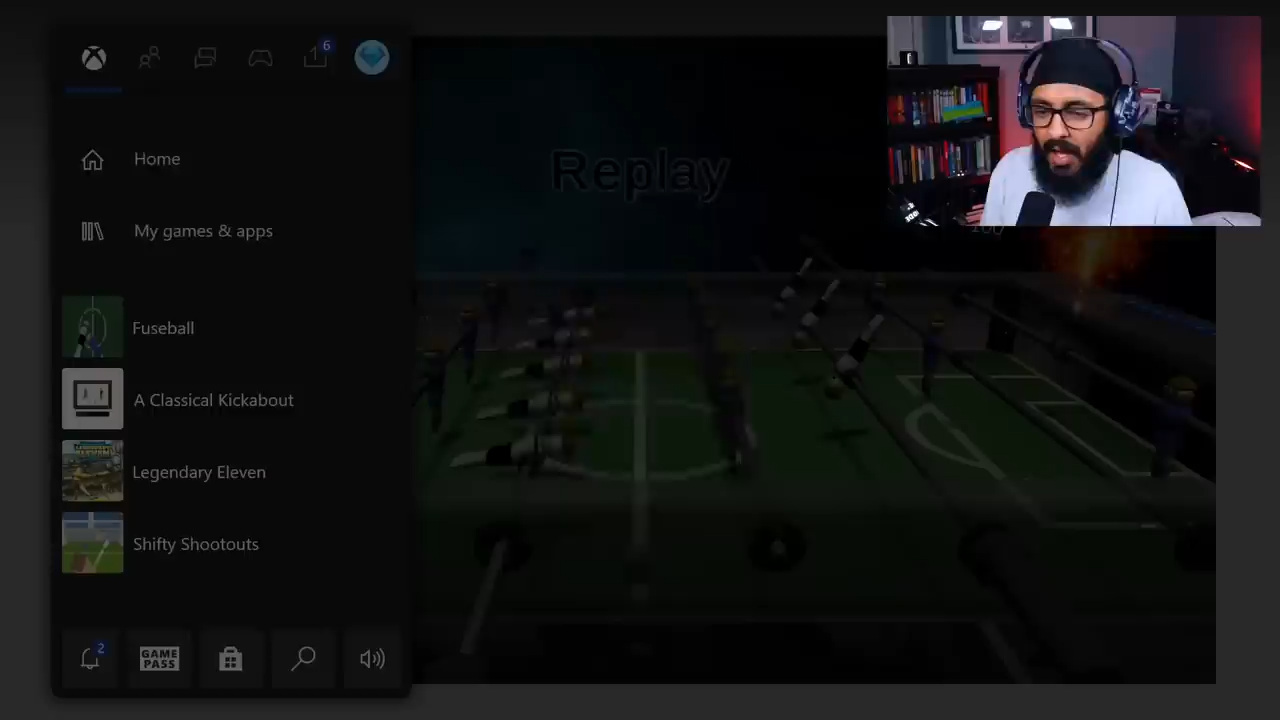 6
Home
My games & apps
Fuseball
A Classical Kickabout
Legendary Eleven
Shifty Shootouts
2
GAME
PASS
Replay